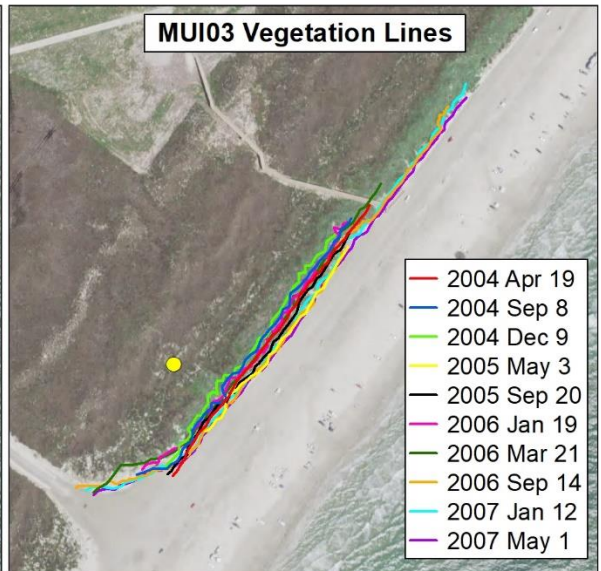 MUI03 Vegetation Lines
2004 Apr 19
2004 Sep 8
2004 Dec 9
2005 May 3
2005 Sep 20
2006 Jan 19
2006 Mar 21
2006 Sep 14
2007 Jan 12
2007 May 1